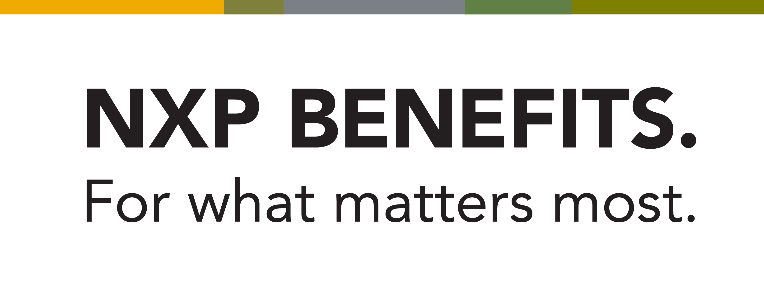 NXP BENEFITS.
For what matters most.